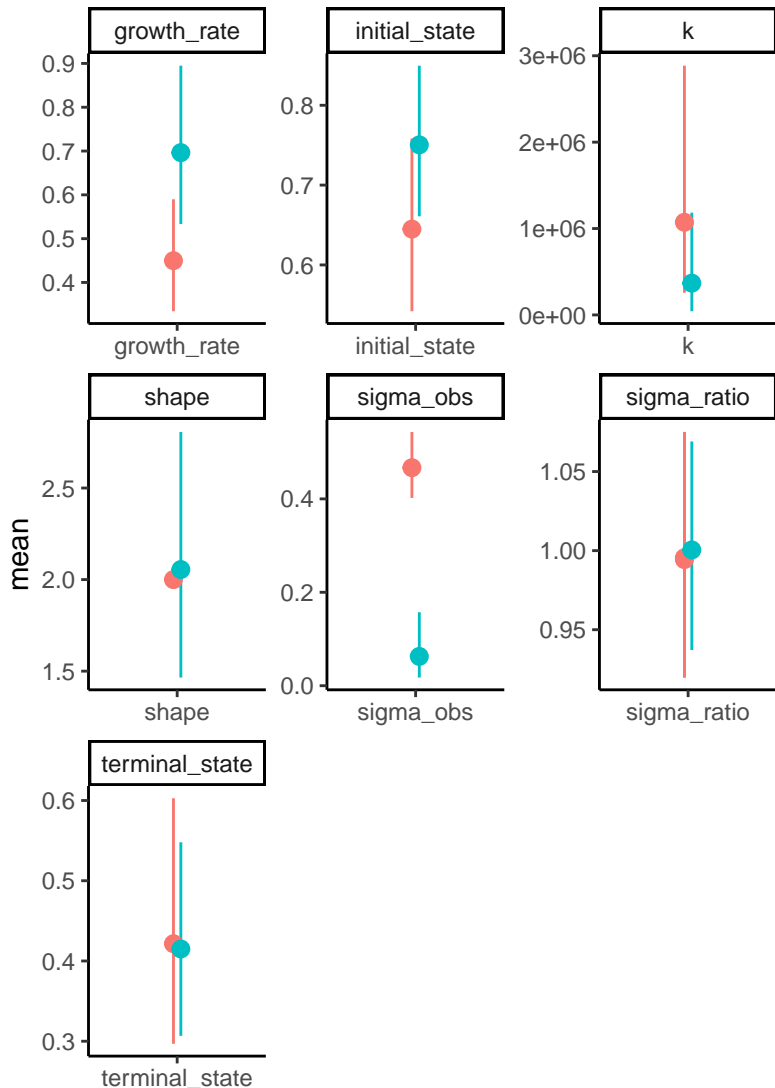 growth_rate
initial_state
k
0.9
0.8
0.7
0.6
0.5
0.4
0.8
0.7
0.6
3e+06
2e+06
1e+06
0e+00
growth_rate
initial_state
k
shape
sigma_obs
sigma_ratio
mean
2.5
2.0
1.5
0.4
0.2
0.0
1.05
1.00
0.95
shape
sigma_obs
sigma_ratio
terminal_state
0.6
0.5
0.4
0.3
terminal_state